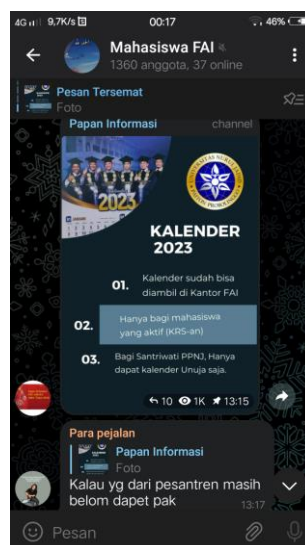 4G 9,7K/s 00:17 46%
Mahasiswa FAI
1360 anggota, 37 online
Pesan Tersemat
Foto
Papan Informasi channel
2023
KALENDER
2023
01. Kalender sudah bisa
diambil di Kantor FAI
02. Hanya bagi mahasiswa
yang aktif (KRS-an)
03. Bagi Santriwati PPNJ, Hanya
dapat kalender Unuja saja.
10 1K 13:15
Para pejalan
Papan Informasi
Foto
Kalau yg dari pesantren masih
belom dapet pak 13:17
Pesan